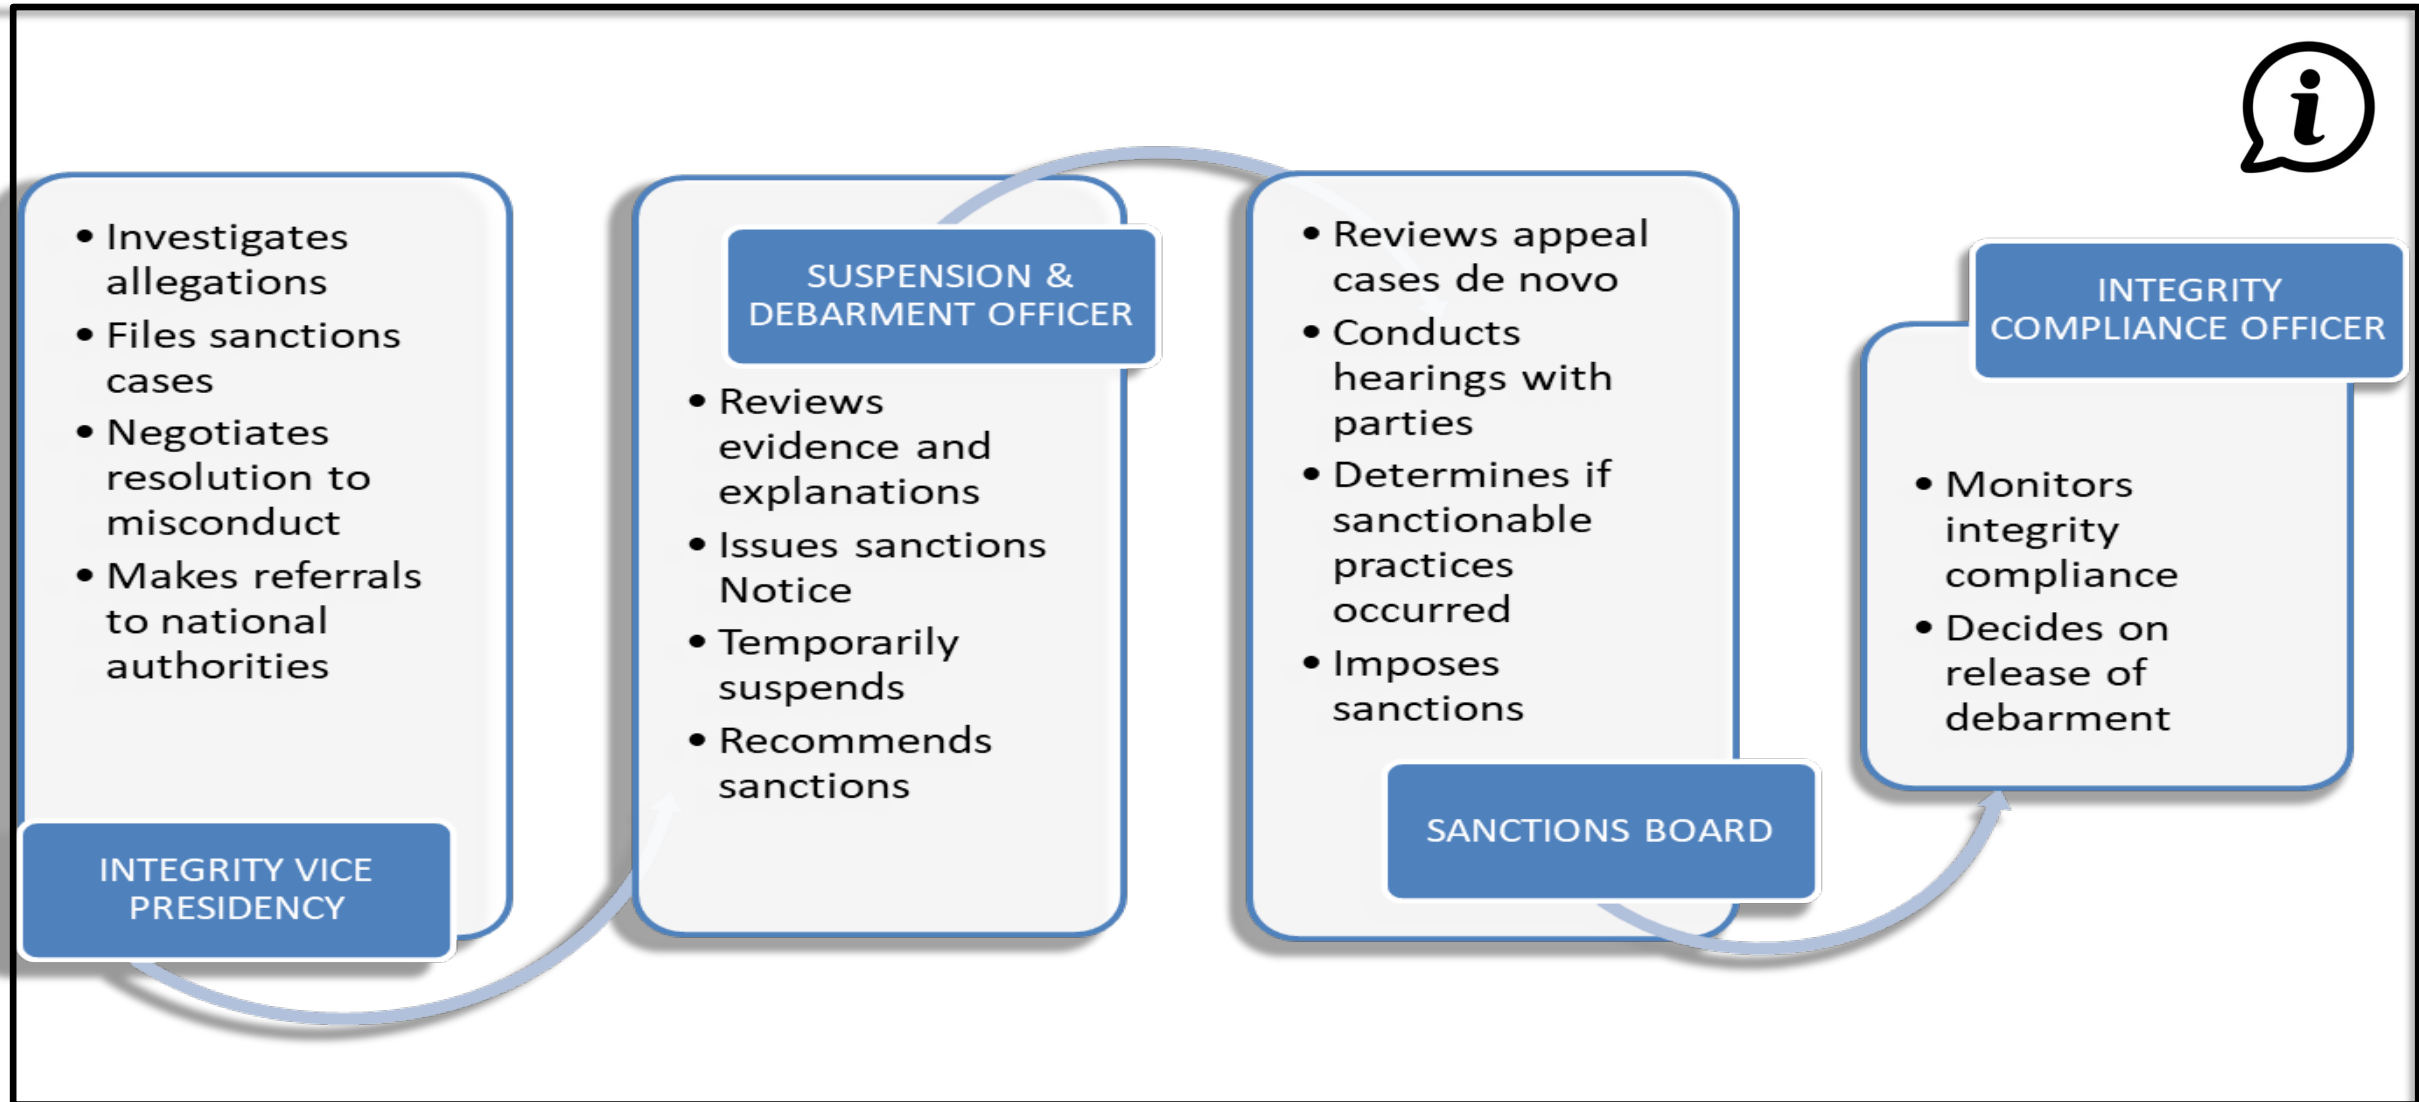 • Investigates
allegations
• Files sanctions
cases
• Negotiates
resolution to
misconduct
• Makes referrals
to national
authorities
INTEGRITY VICE
PRESIDENCY
SUSPENSION &
DEBARMENT OFFICER
• Reviews
evidence and
explanations
• Issues sanctions
Notice
• Temporarily
suspends
• Recommends
sanctions
• Reviews appeal
cases de novo
• Conducts
hearings with
parties
• Determines if
sanctionable
practices
occurred
• Imposes
sanctions
SANCTIONS BOARD
i
INTEGRITY
COMPLIANCE OFFICER
• Monitors
integrity
compliance
• Decides on
release of
debarment